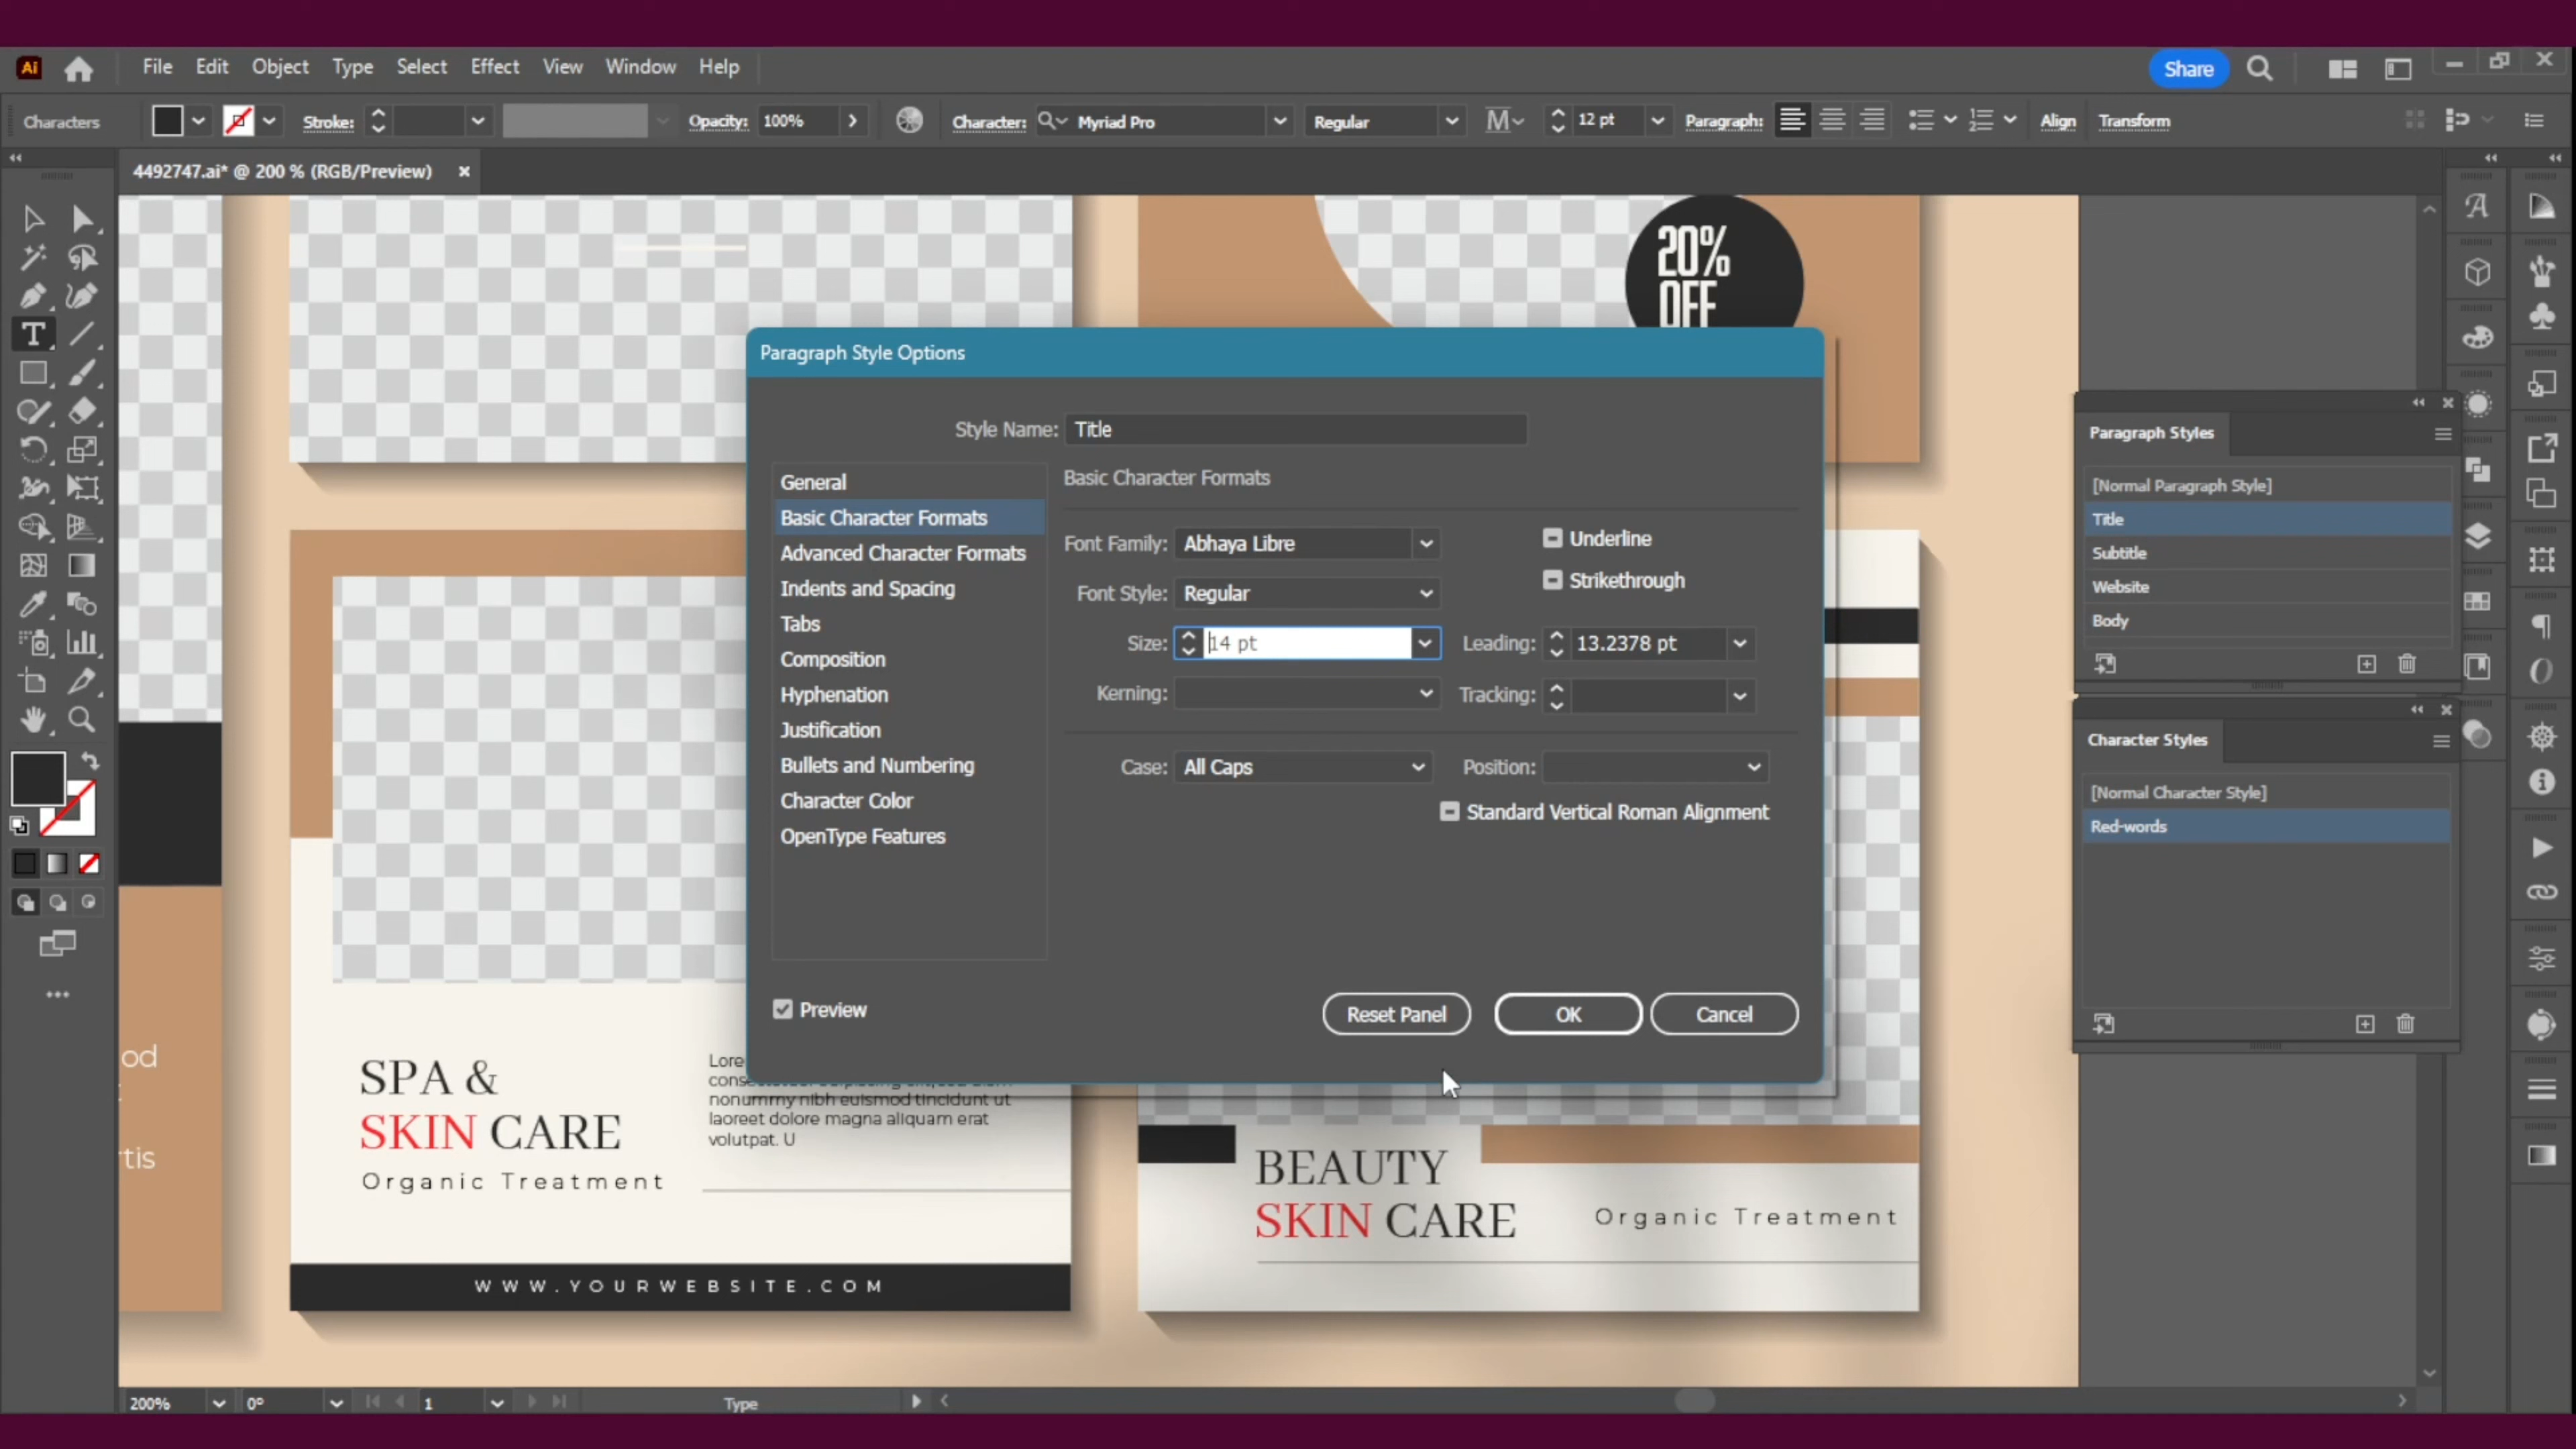 Ai File Edit Object Type Select Effect View Window Help Share
Characters Stroke: Opacity: 100% Character: Myriad Pro Regular 12 pt Paragraph: Align Transform
4492747.ai* @ 200 % (RGB/Preview)
20%
OFF
Paragraph Style Options
Style Name: Title
General
Basic Character Formats
Advanced Character Formats
Indents and Spacing
Tabs
Composition
Hyphenation
Justification
Bullets and Numbering
Character Color
OpenType Features
Basic Character Formats
Font Family: Abhaya Libre
Underline
Font Style: Regular
Strikethrough
Size: 14 pt Leading: 13.2378 pt
Kerning: Tracking:
Case: All Caps Position:
Standard Vertical Roman Alignment
Preview
Reset Panel OK Cancel
Paragraph Styles
[Normal Paragraph Style]
Title
Subtitle
Website
Body
Character Styles
[Normal Character Style]
Red-words
od
rtis
SPA &
SKIN CARE
Organic Treatment
Lore
nonummy nibh euismod tincidunt ut
laoreet dolore magna aliquam erat
volutpat. U
WWW.YOURWEBSITE.COM
BEAUTY
SKIN CARE
Organic Treatment
200% 0° 1 Type